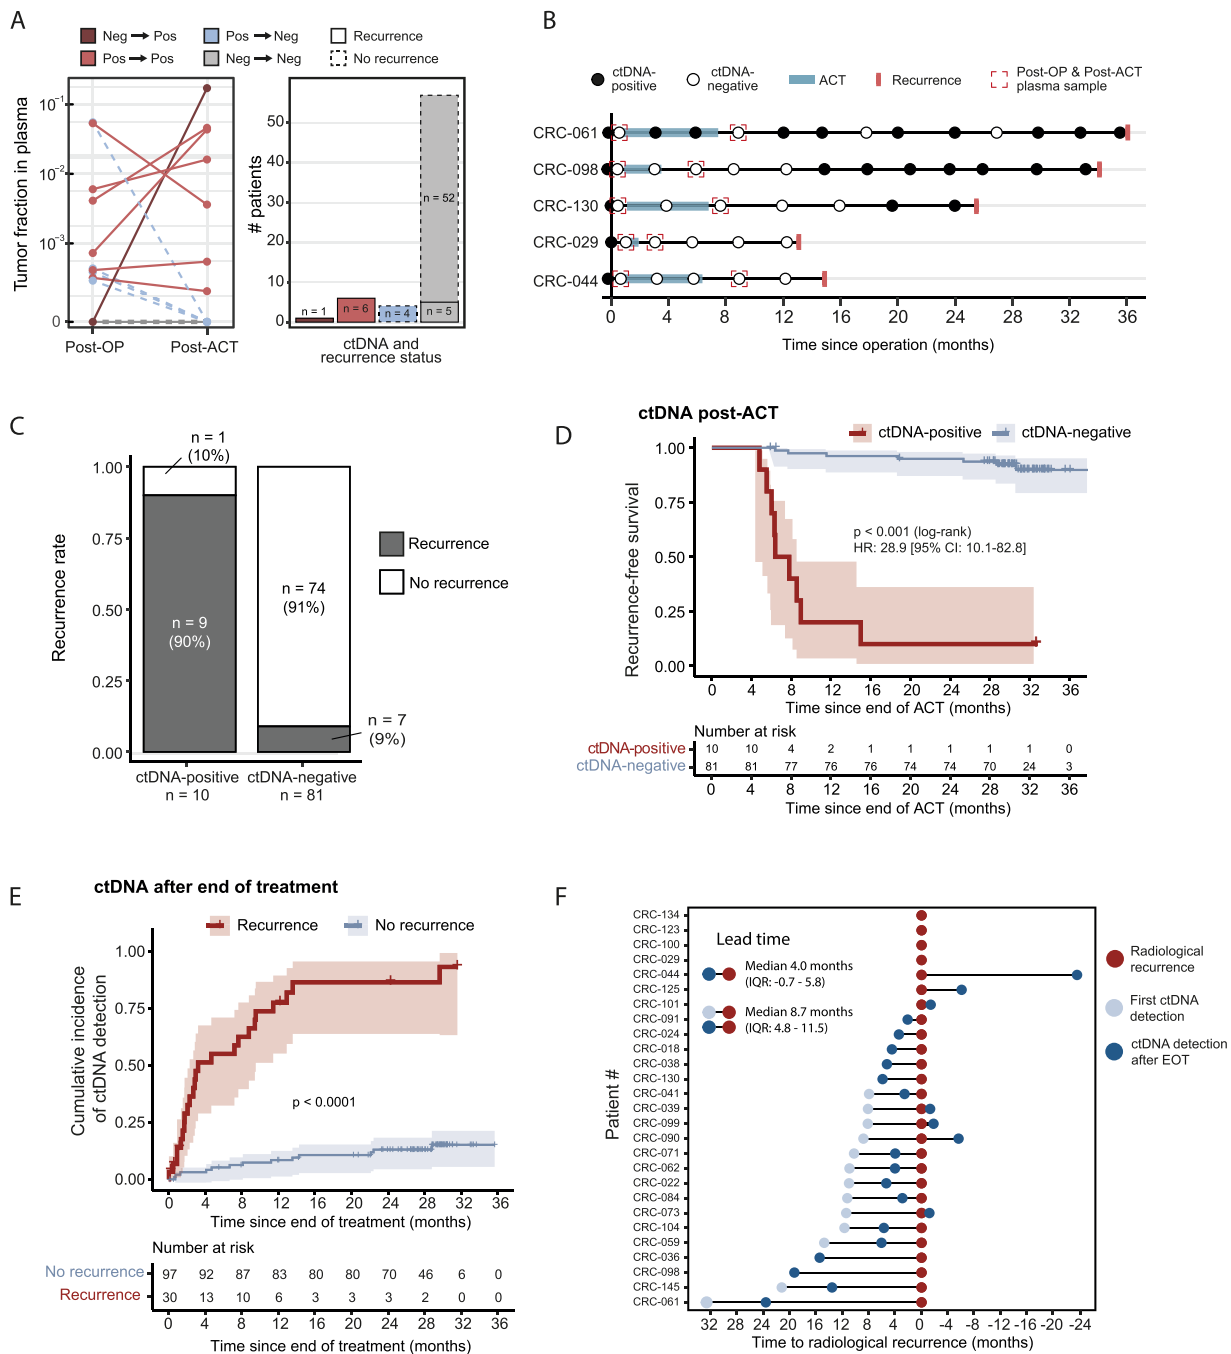 A
Neg → Pos
Pos → Neg
Recurrence
Pos → Pos
Neg → Neg
No recurrence
Tumor fraction in plasma
10⁻¹
10⁻²
10⁻³
0
Post-OP
Post-ACT
# patients
50
40
30
20
10
0
n = 1
n = 6
n = 4
n = 52
n = 5
ctDNA and
recurrence status
B
ctDNA-
positive
ctDNA-
negative
ACT
Recurrence
Post-OP & Post-ACT
plasma sample
CRC-061
CRC-098
CRC-130
CRC-029
CRC-044
0 4 8 12 16 20 24 28 32 36
Time since operation (months)
C
n = 1
(10%)
Recurrence rate
1.00
0.75
0.50
0.25
0.00
n = 9
(90%)
n = 74
(91%)
n = 7
(9%)
Recurrence
No recurrence
ctDNA-positive
n = 10
ctDNA-negative
n = 81
D
ctDNA post-ACT
ctDNA-positive
ctDNA-negative
Recurrence-free survival
1.00
0.75
0.50
0.25
0.00
p < 0.001 (log-rank)
HR: 28.9 [95% CI: 10.1-82.8]
0 4 8 12 16 20 24 28 32 36
Time since end of ACT (months)
Number at risk
ctDNA-positive 10 10 4 2 1 1 1 1 1 0
ctDNA-negative 81 81 77 76 76 74 74 70 24 3
0 4 8 12 16 20 24 28 32 36
Time since end of ACT (months)
E
ctDNA after end of treatment
Recurrence
No recurrence
Cumulative incidence
of ctDNA detection
1.00
0.75
0.50
0.25
0.00
p < 0.0001
0 4 8 12 16 20 24 28 32 36
Time since end of treatment (months)
Number at risk
No recurrence 97 92 87 83 80 80 70 46 6 0
Recurrence 30 13 10 6 3 3 3 2 0 0
0 4 8 12 16 20 24 28 32 36
Time since end of treatment (months)
F
Patient #
CRC-134
CRC-123
CRC-100
CRC-029
CRC-044
CRC-125
CRC-101
CRC-091
CRC-024
CRC-018
CRC-038
CRC-130
CRC-041
CRC-039
CRC-099
CRC-090
CRC-071
CRC-062
CRC-022
CRC-084
CRC-073
CRC-104
CRC-059
CRC-036
CRC-098
CRC-145
CRC-061
Lead time
Median 4.0 months
(IQR: -0.7 - 5.8)
Median 8.7 months
(IQR: 4.8 - 11.5)
Radiological
recurrence
First ctDNA
detection
ctDNA detection
after EOT
32 28 24 20 16 12 8 4 0 -4 -8 -12 -16 -20 -24
Time to radiological recurrence (months)